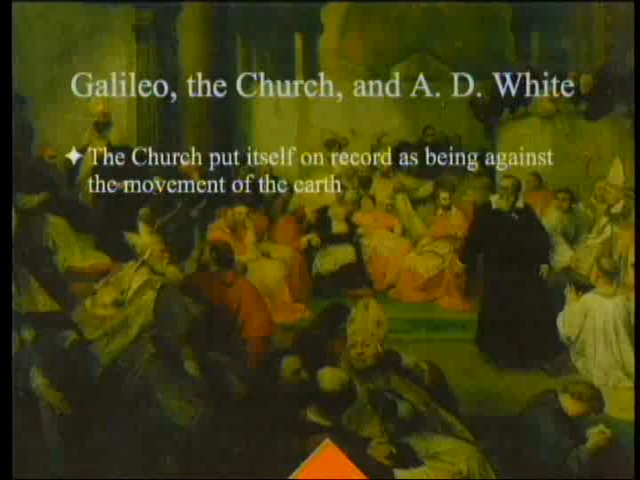 Galileo, the Church, and A. D. White
The Church put itself on record as being against
the movement of the earth